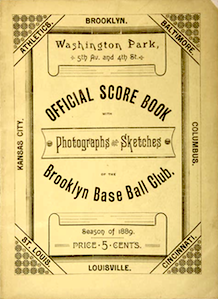 BROOKLYN.
ATHLETICS.
BALTIMORE.
Washington Park,
5th Av. and 4th St.
OFFICIAL SCORE BOOK
WITH
Photographs and Sketches
OF THE
Brooklyn Base Ball Club.
KANSAS CITY.
COLUMBUS.
Season of 1889.
PRICE 5 CENTS.
ST. LOUIS.
CINCINNATI.
LOUISVILLE.